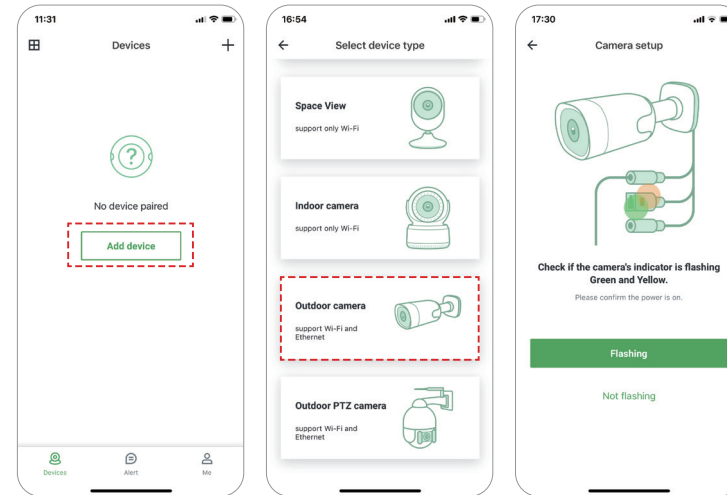 11:31
Devices
?
No device paired
Add device
Devices
Alert
Me
16:54
Select device type
Space View
support only Wi-Fi
Indoor camera
support only Wi-Fi
Outdoor camera
support Wi-Fi and
Ethernet
Outdoor PTZ camera
support Wi-Fi and
Ethernet
17:30
Camera setup
Check if the camera's indicator is flashing
Green and Yellow.
Please confirm the power is on.
Flashing
Not flashing